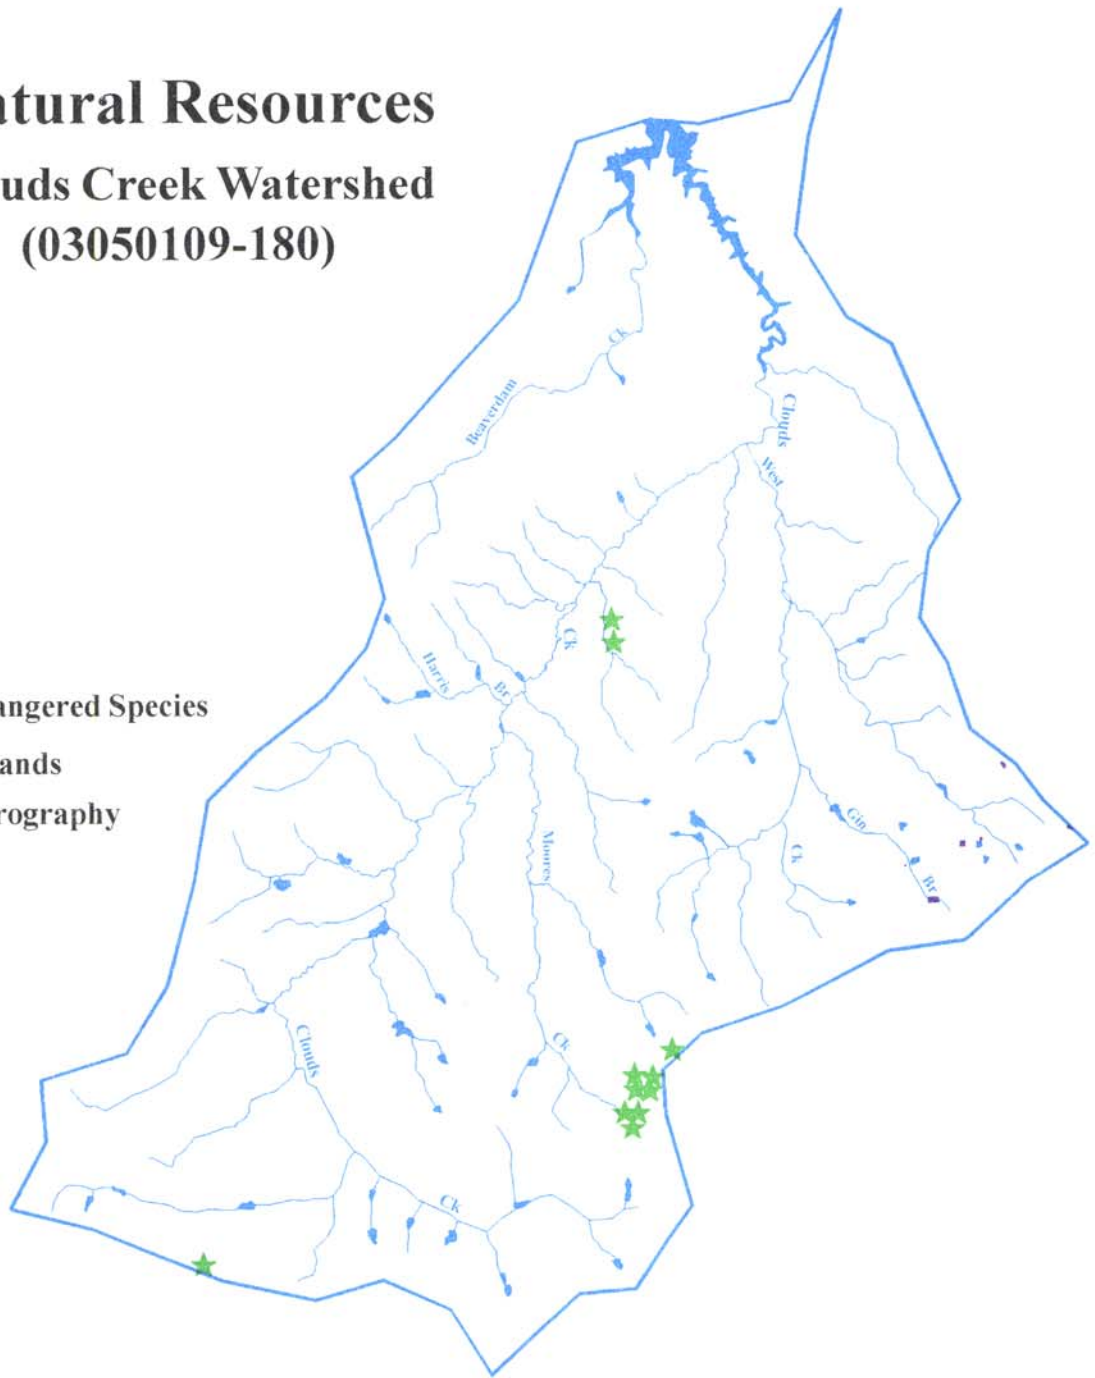 atural Resources
uds Creek Watershed
(03050109-180)
Ck
Beaverdam
Clouds
West
Ck
Harris
Br
angered Species
ands
rography
Moores
Gin
Ck
Br
Clouds
Ck
Ck